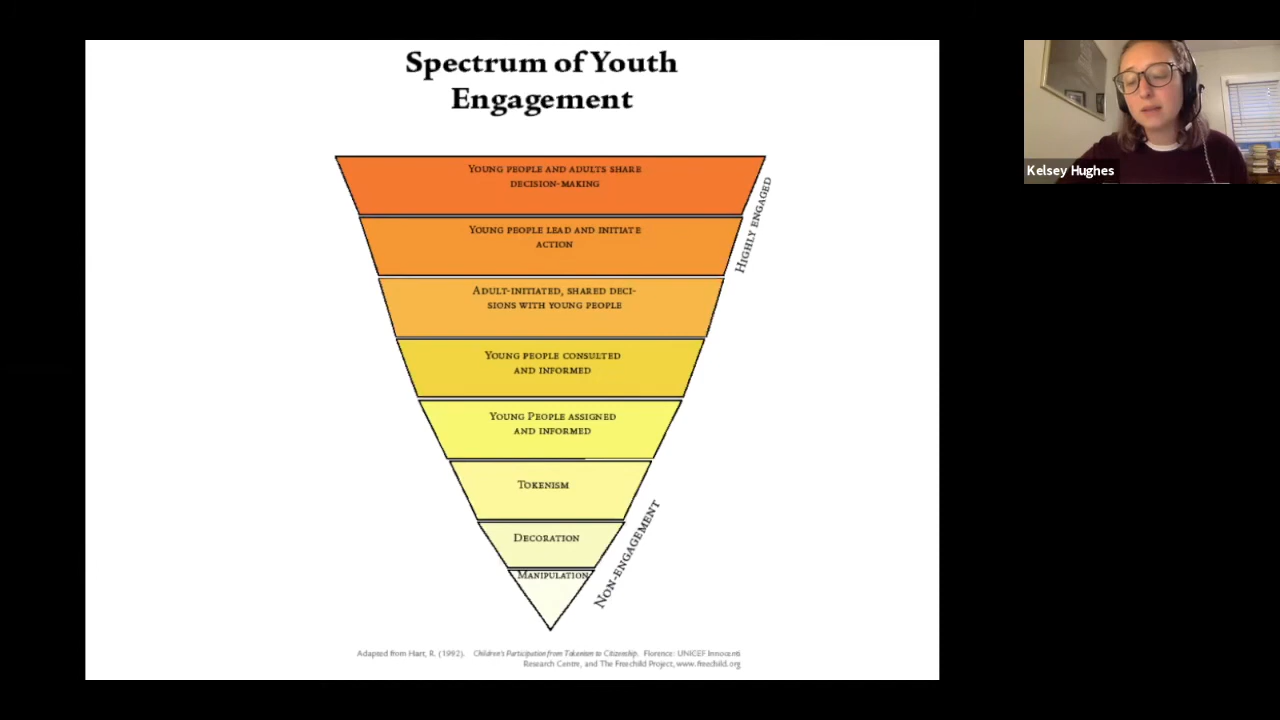 Spectrum of Youth
Engagement
Young people and adults share
decision-making
Young people lead and initiate
action
Adult-initiated, shared deci-
sions with young people
Young people consulted
and informed
Young People assigned
and informed
Tokenism
Decoration
Manipulation
Highly engaged
Non-engagement
Adapted from Hart, R. (1992). Children's Participation from Tokenism to Citizenship. Florence: UNICEF Innocenti
Research Centre, and The Freechild Project, www.freechild.org
Kelsey Hughes